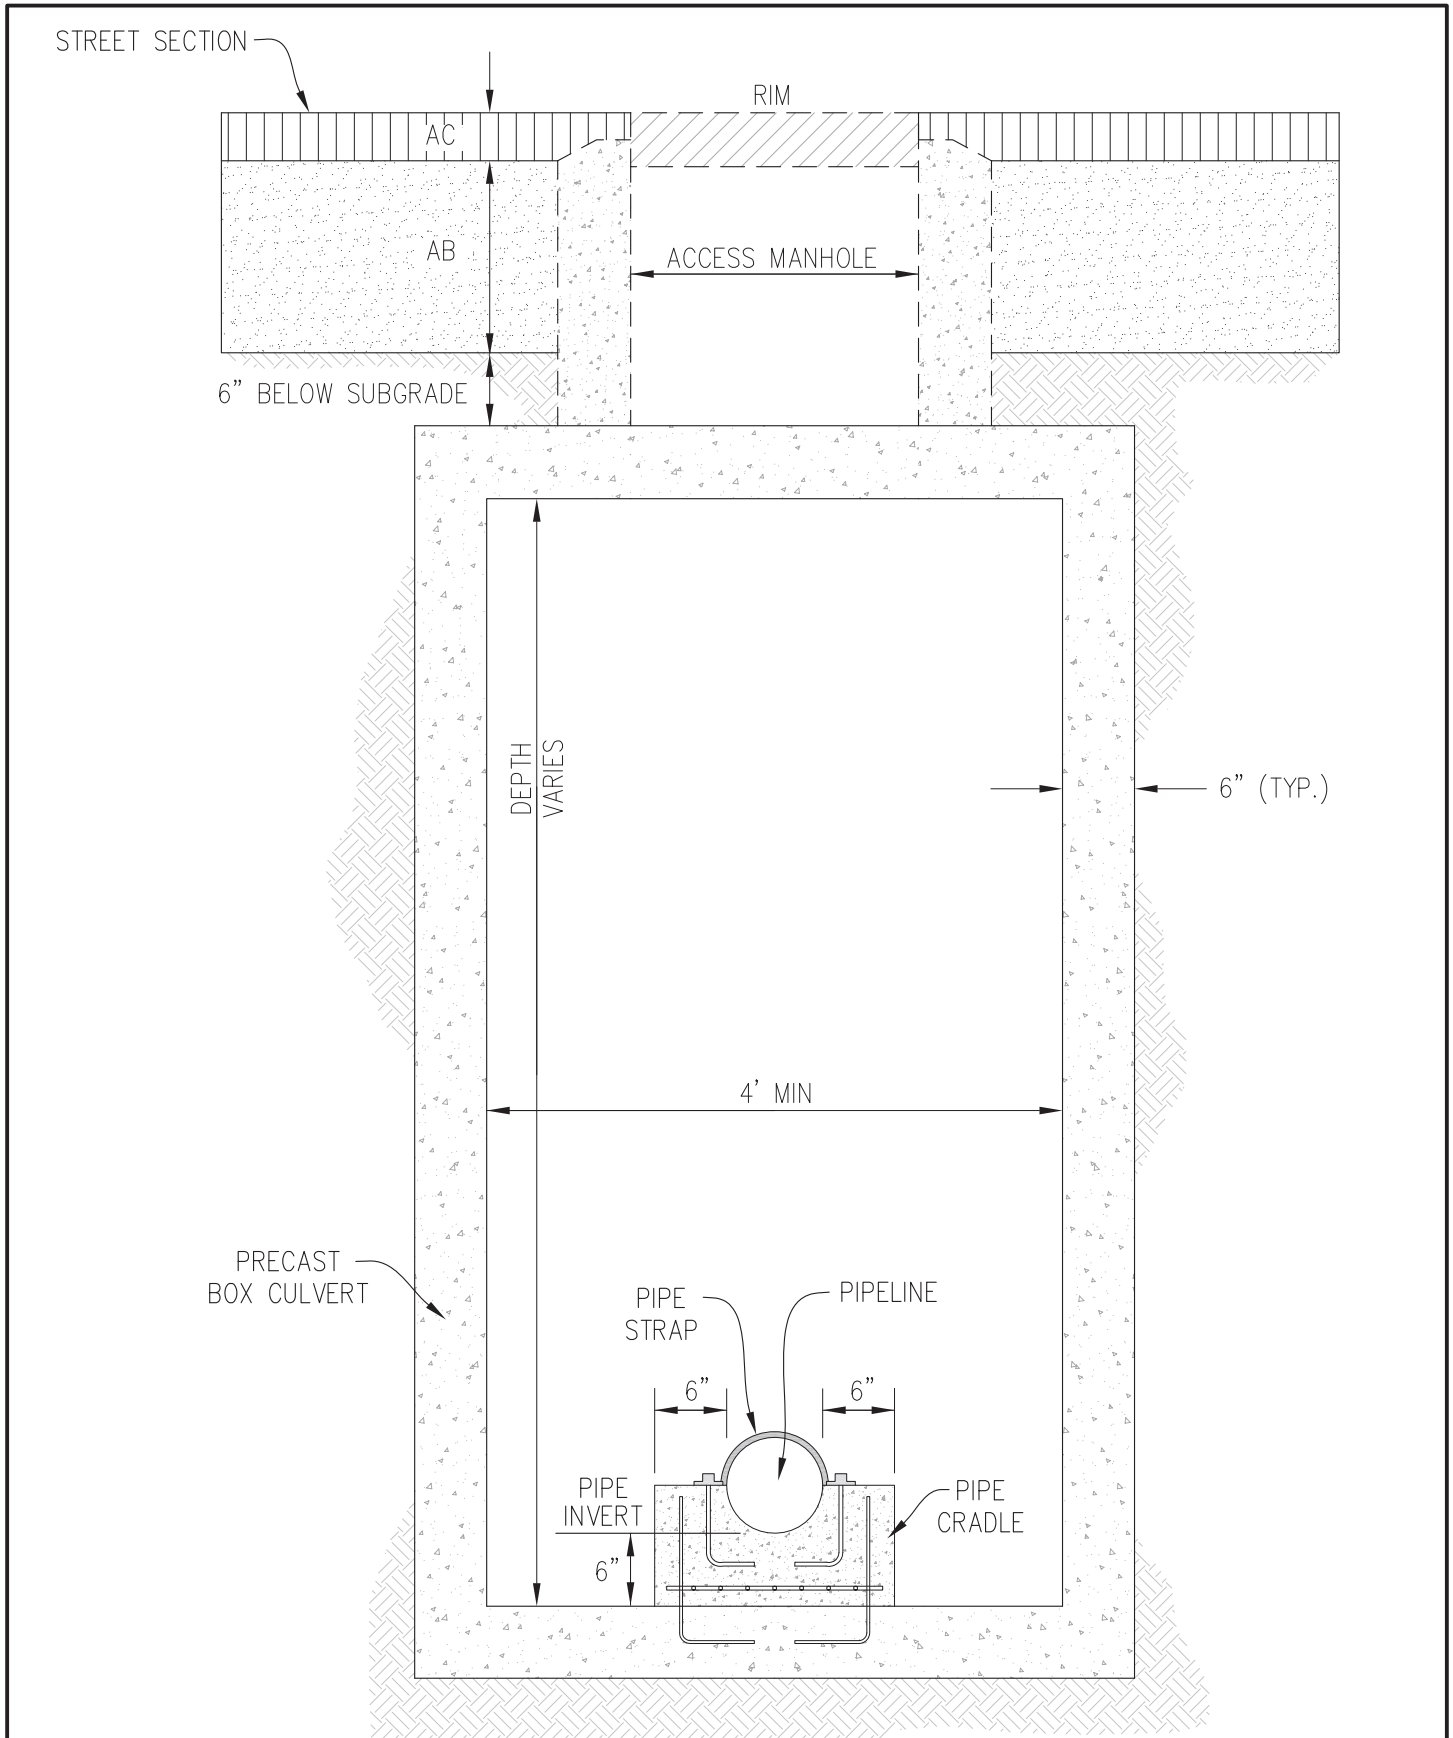 STREET SECTION
RIM
AC
AB
ACCESS MANHOLE
6” BELOW SUBGRADE
DEPTH
VARIES
6” (TYP.)
4’ MIN
PRECAST
BOX CULVERT
PIPE
STRAP
PIPELINE
6”
6”
PIPE
INVERT
PIPE
CRADLE
6”